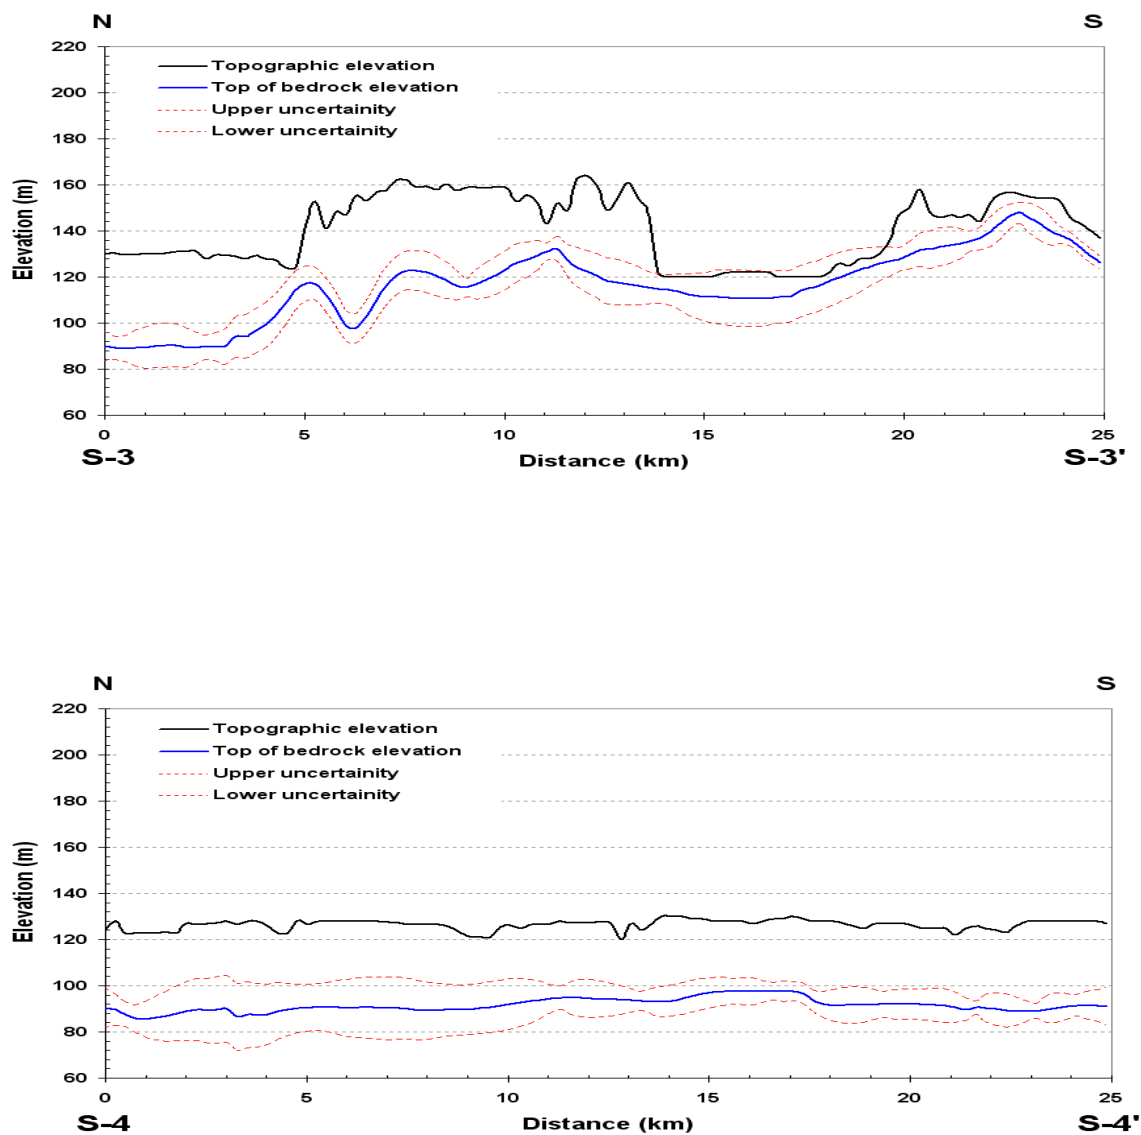 N S
220
Topographic elevation
200
Top of bedrock elevation
Upper uncertainity
180
Lower uncertainity
160
140
120
100
80
60
Elevation (m)
0 5 10 15 20 25
S-3 Distance (km) S-3'
N S
220
Topographic elevation
200
Top of bedrock elevation
Upper uncertainity
180
Lower uncertainity
160
140
120
100
80
60
Elevation (m)
0 5 10 15 20 25
S-4 Distance (km) S-4'